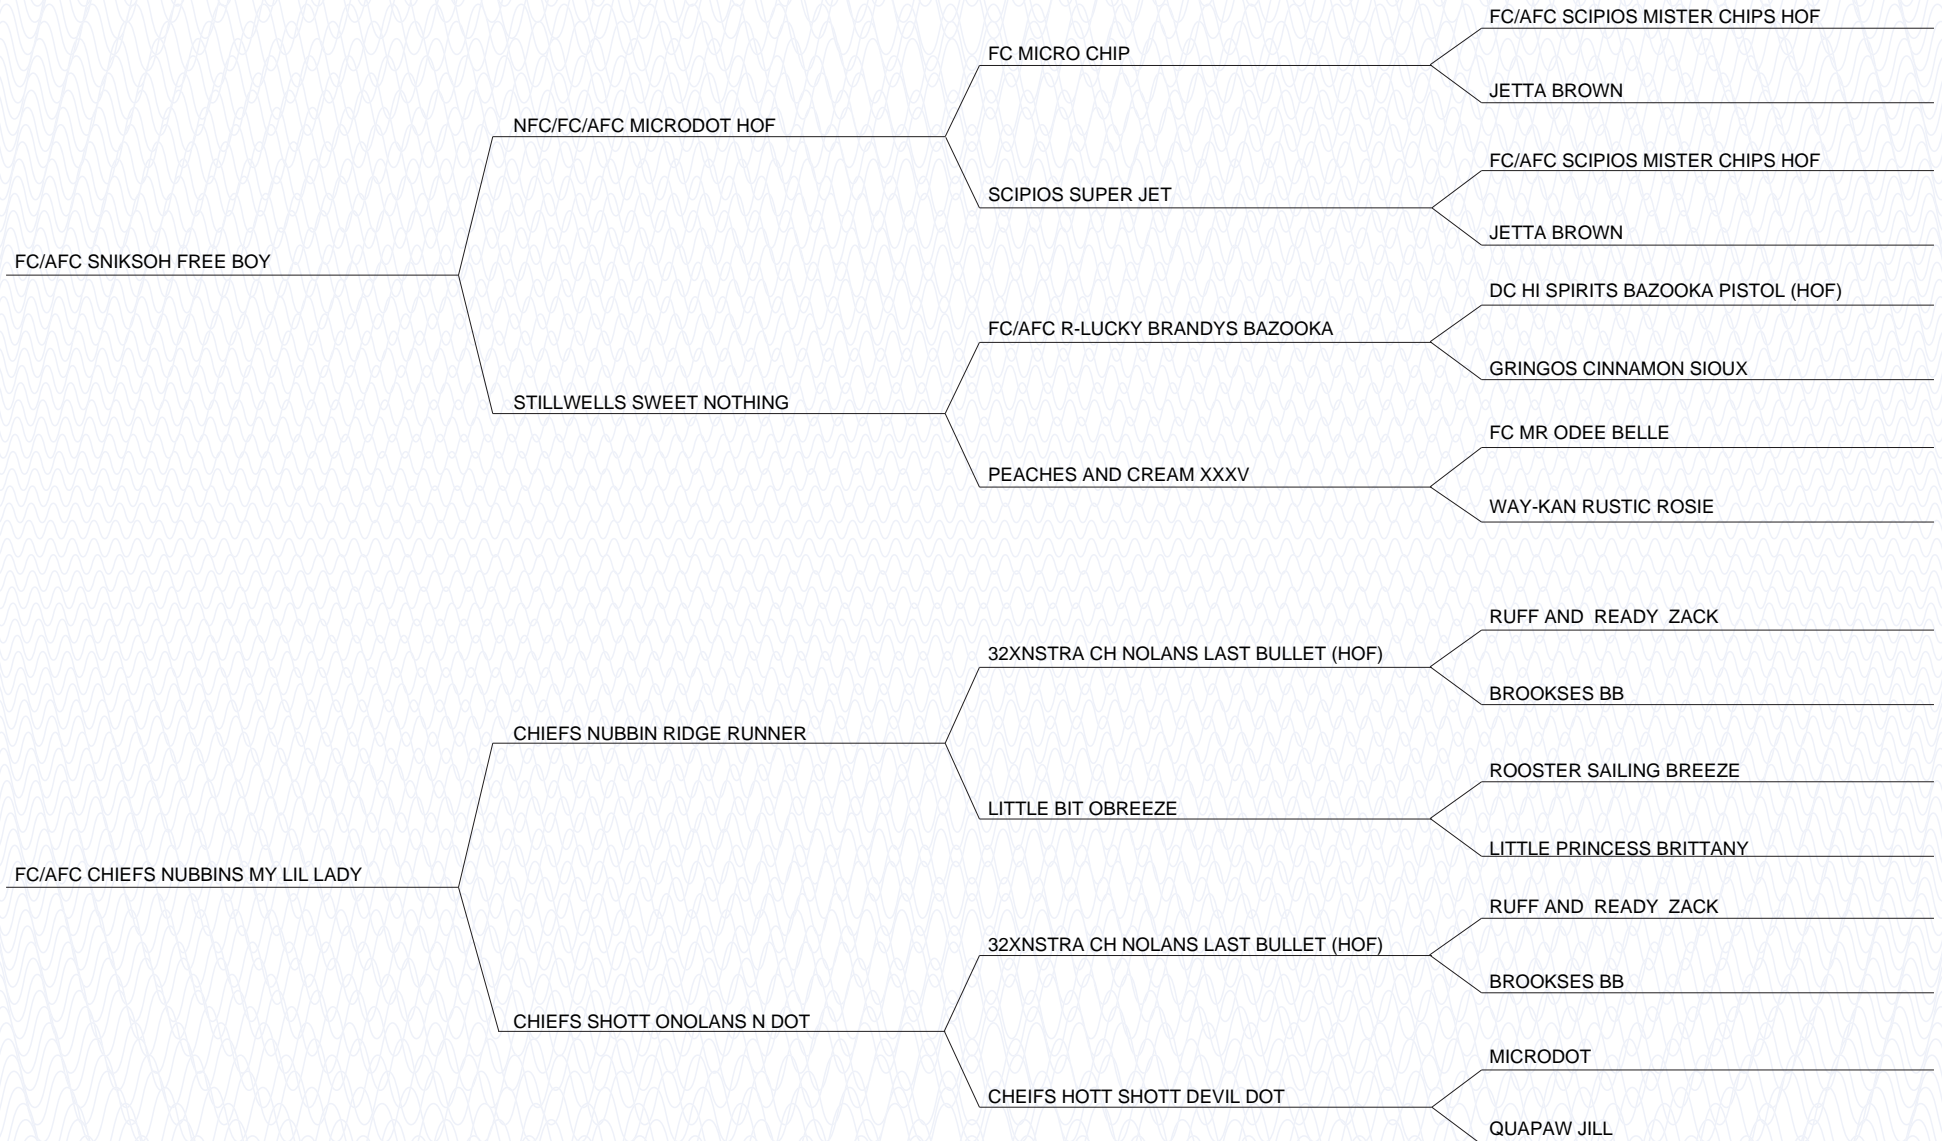 FC/AFC SCIPIOS MISTER CHIPS HOF
FC MICRO CHIP
JETTA BROWN
NFC/FC/AFC MICRODOT HOF
FC/AFC SCIPIOS MISTER CHIPS HOF
SCIPIOS SUPER JET
JETTA BROWN
FC/AFC SNIKSOH FREE BOY
DC HI SPIRITS BAZOOKA PISTOL (HOF)
FC/AFC R-LUCKY BRANDYS BAZOOKA
GRINGOS CINNAMON SIOUX
STILLWELLS SWEET NOTHING
FC MR ODEE BELLE
PEACHES AND CREAM XXXV
WAY-KAN RUSTIC ROSIE
RUFF AND  READY  ZACK
32XNSTRA CH NOLANS LAST BULLET (HOF)
BROOKSES BB
CHIEFS NUBBIN RIDGE RUNNER
ROOSTER SAILING BREEZE
LITTLE BIT OBREEZE
LITTLE PRINCESS BRITTANY
FC/AFC CHIEFS NUBBINS MY LIL LADY
RUFF AND  READY  ZACK
32XNSTRA CH NOLANS LAST BULLET (HOF)
BROOKSES BB
CHIEFS SHOTT ONOLANS N DOT
MICRODOT
CHEIFS HOTT SHOTT DEVIL DOT
QUAPAW JILL